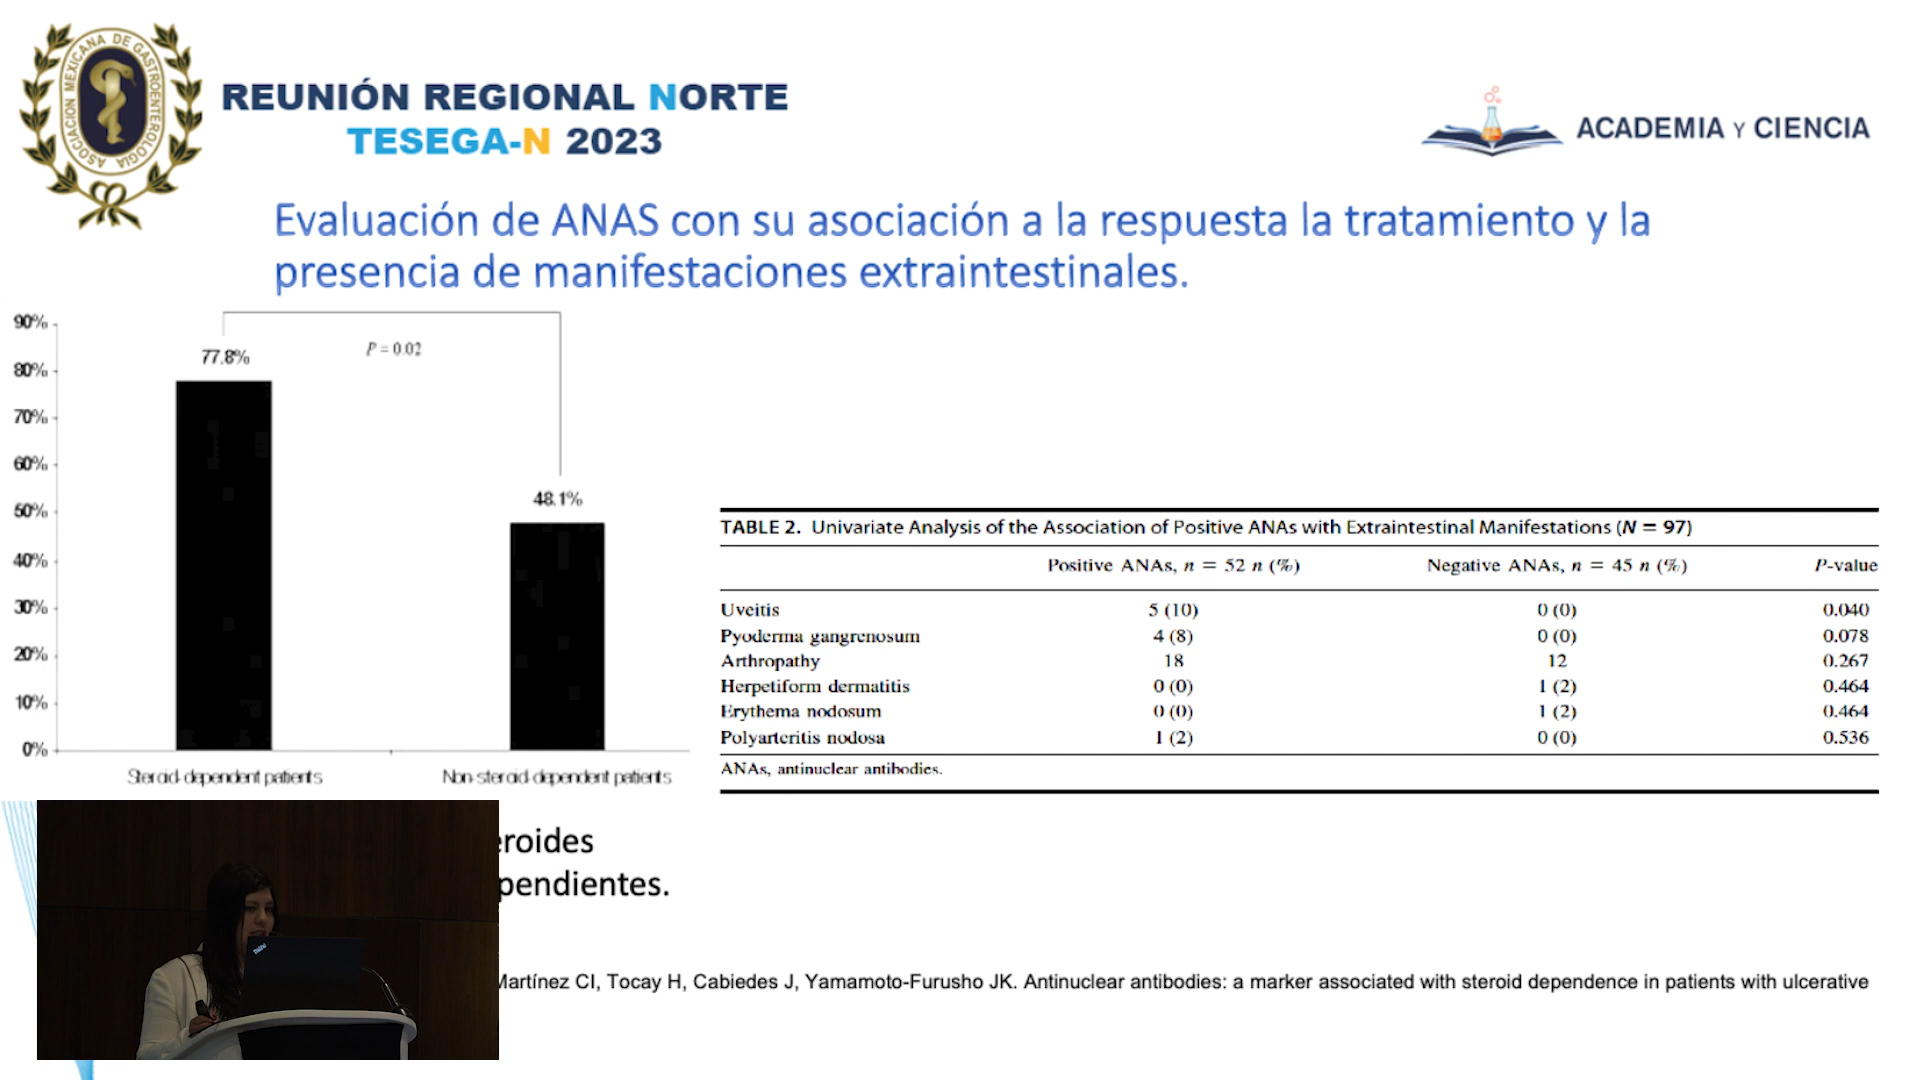 ASOCIACION MEXICANA DE GASTROENTEROLOGIA
REUNIÓN REGIONAL NORTE
TESEGA-N 2023
ACADEMIA Y CIENCIA
Evaluación de ANAS con su asociación a la respuesta la tratamiento y la
presencia de manifestaciones extraintestinales.
90%
80%
70%
60%
50%
40%
30%
20%
10%
0%
77.8%
P = 0.02
48.1%
Steroid-dependent patients
Non-steroid-dependent patients
TABLE 2. Univariate Analysis of the Association of Positive ANAs with Extraintestinal Manifestations (N = 97)
Positive ANAs, n = 52 n (%) Negative ANAs, n = 45 n (%) P-value
Uveitis 5 (10) 0 (0) 0.040
Pyoderma gangrenosum 4 (8) 0 (0) 0.078
Arthropathy 18 12 0.267
Herpetiform dermatitis 0 (0) 1 (2) 0.464
Erythema nodosum 0 (0) 1 (2) 0.464
Polyarteritis nodosa 1 (2) 0 (0) 0.536
ANAs, antinuclear antibodies.
eroides
pendientes.
Martínez CI, Tocay H, Cabiedes J, Yamamoto-Furusho JK. Antinuclear antibodies: a marker associated with steroid dependence in patients with ulcerative